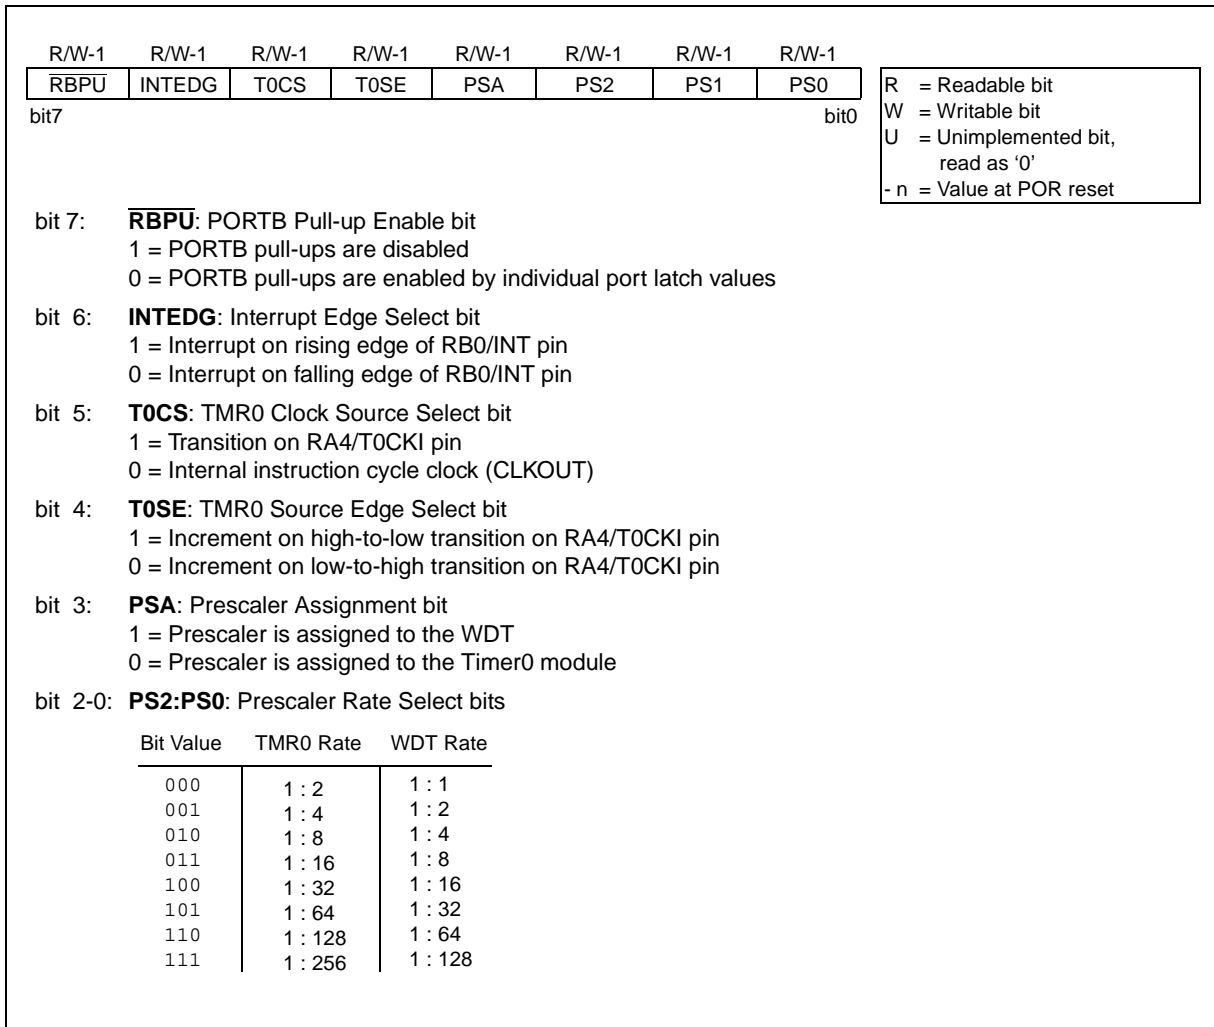 R/W-1 R/W-1 R/W-1 R/W-1 R/W-1 R/W-1 R/W-1 R/W-1
RBPU INTEDG T0CS T0SE PSA PS2 PS1 PS0
bit7 bit0
R = Readable bit
W = Writable bit
U = Unimplemented bit,
read as ‘0’
- n = Value at POR reset
bit 7: RBPU: PORTB Pull-up Enable bit
1 = PORTB pull-ups are disabled
0 = PORTB pull-ups are enabled by individual port latch values
bit 6: INTEDG: Interrupt Edge Select bit
1 = Interrupt on rising edge of RB0/INT pin
0 = Interrupt on falling edge of RB0/INT pin
bit 5: T0CS: TMR0 Clock Source Select bit
1 = Transition on RA4/T0CKI pin
0 = Internal instruction cycle clock (CLKOUT)
bit 4: T0SE: TMR0 Source Edge Select bit
1 = Increment on high-to-low transition on RA4/T0CKI pin
0 = Increment on low-to-high transition on RA4/T0CKI pin
bit 3: PSA: Prescaler Assignment bit
1 = Prescaler is assigned to the WDT
0 = Prescaler is assigned to the Timer0 module
bit 2-0: PS2:PS0: Prescaler Rate Select bits
Bit Value TMR0 Rate WDT Rate
000 1 : 2 1 : 1
001 1 : 4 1 : 2
010 1 : 8 1 : 4
011 1 : 16 1 : 8
100 1 : 32 1 : 16
101 1 : 64 1 : 32
110 1 : 128 1 : 64
111 1 : 256 1 : 128